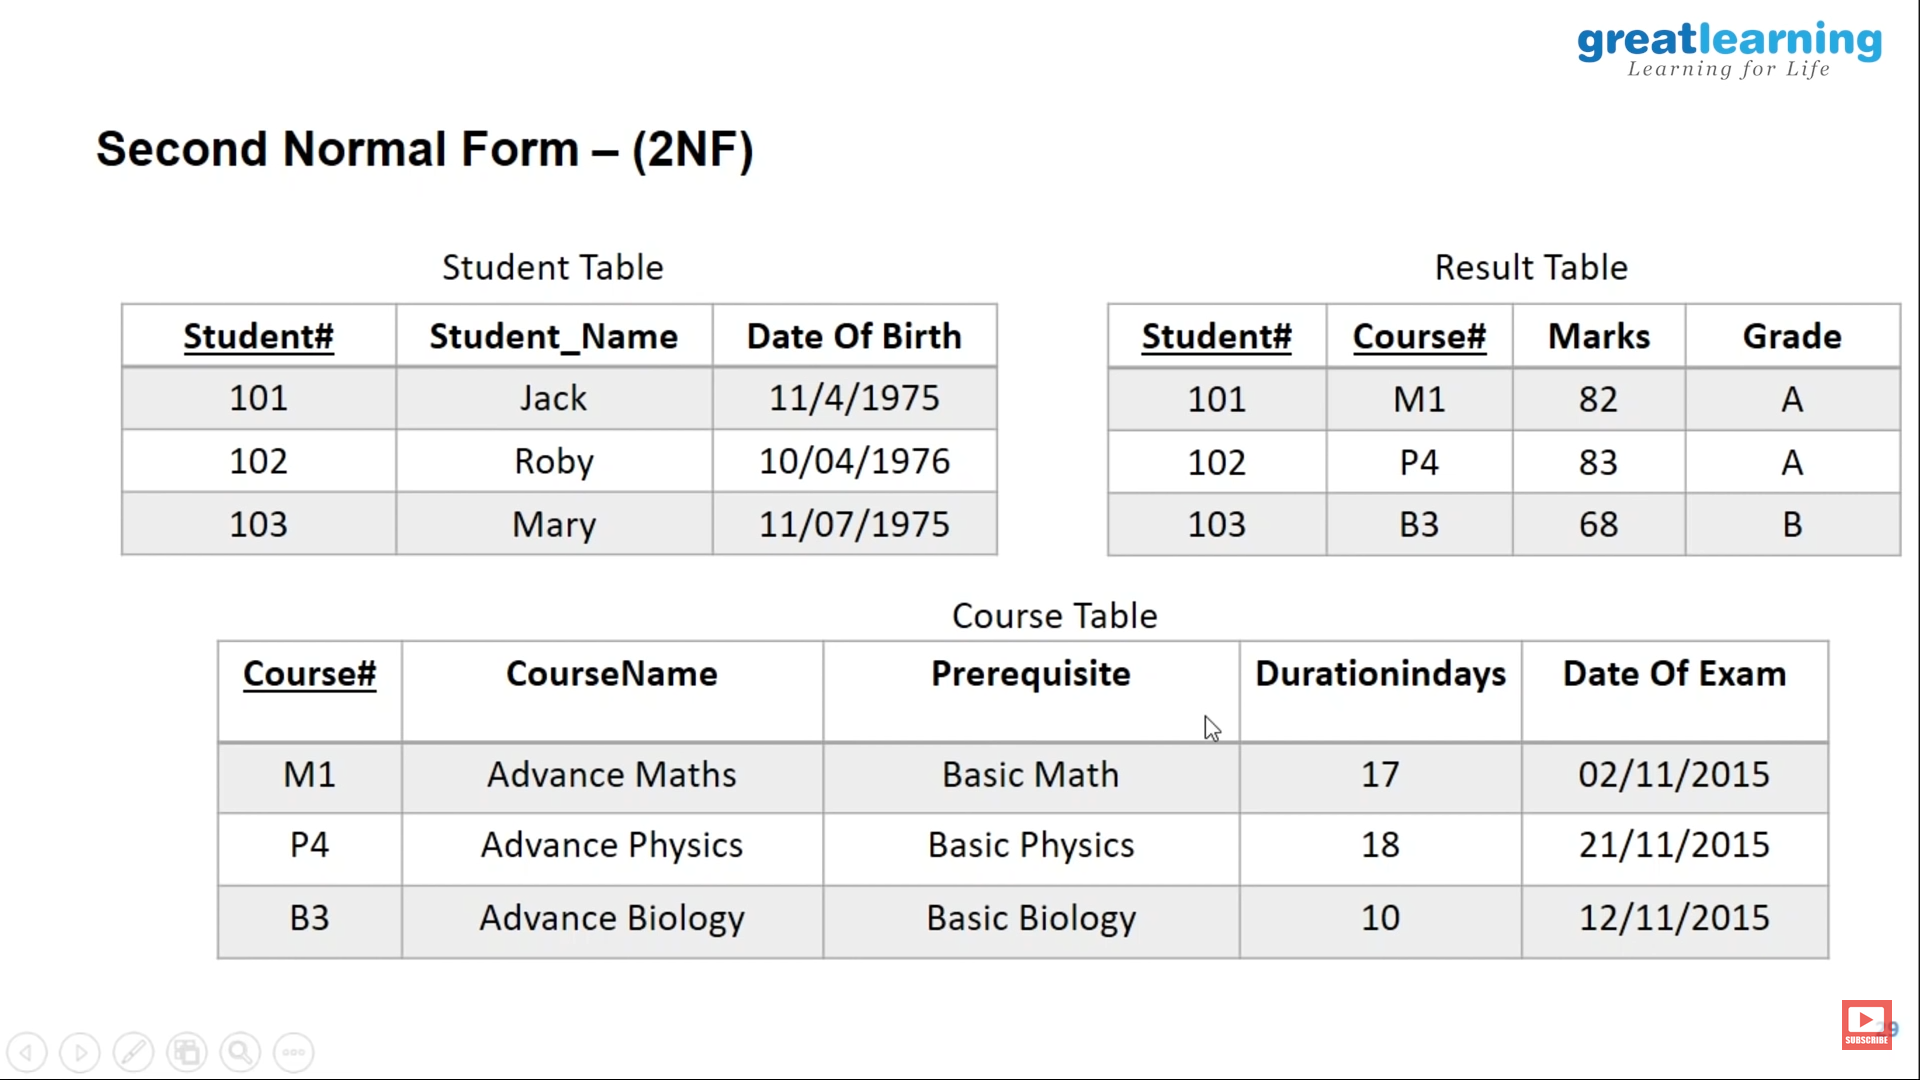 greatlearning
Learning for Life
Second Normal Form – (2NF)
Student Table
Student# Student_Name Date Of Birth
101 Jack 11/4/1975
102 Roby 10/04/1976
103 Mary 11/07/1975
Result Table
Student# Course# Marks Grade
101 M1 82 A
102 P4 83 A
103 B3 68 B
Course Table
Course# CourseName Prerequisite Durationindays Date Of Exam
M1 Advance Maths Basic Math 17 02/11/2015
P4 Advance Physics Basic Physics 18 21/11/2015
B3 Advance Biology Basic Biology 10 12/11/2015
SUBSCRIBE